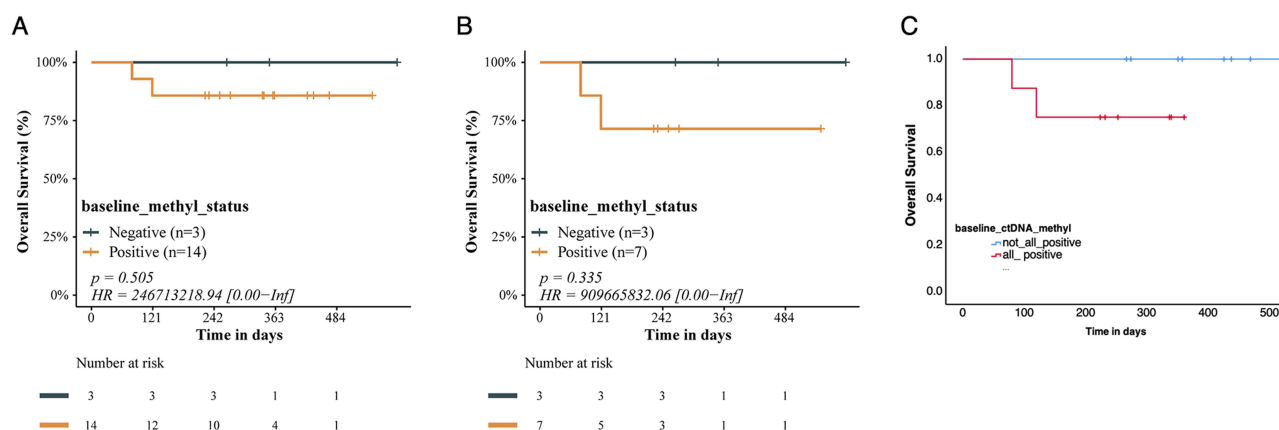 A
100%
75%
50%
25%
0%
Overall Survival (%)
baseline_methyl_status
Negative (n=3)
Positive (n=14)
p = 0.505
HR = 246713218.94 [0.00−Inf]
0 121 242 363 484
Time in days
Number at risk
3 3 3 1 1
14 12 10 4 1
B
100%
75%
50%
25%
0%
Overall Survival (%)
baseline_methyl_status
Negative (n=3)
Positive (n=7)
p = 0.335
HR = 909665832.06 [0.00−Inf]
0 121 242 363 484
Time in days
Number at risk
3 3 3 1 1
7 5 3 1 1
C
1.0
0.8
0.6
0.4
0.2
0.0
Overall Survival
baseline_ctDNA_methyl
not_all_positive
all_ positive
...
0 100 200 300 400 500
Time in days